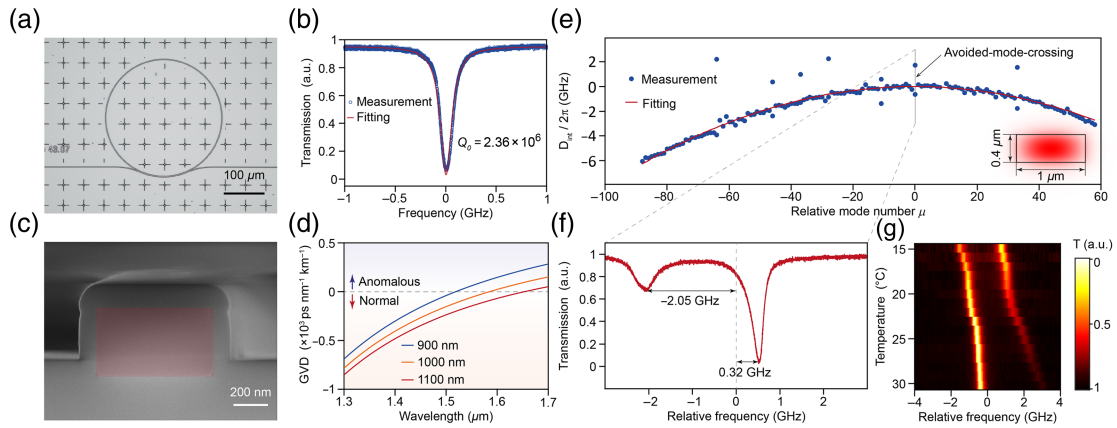 (a)
100 μm
(b)
Transmission (a.u.)
1
0.8
0.6
0.4
0.2
0
Measurement
Fitting
Q0 = 2.36 × 10^6
−1 −0.5 0 0.5 1
Frequency (GHz)
(e)
Dint / 2π (GHz)
2
0
−2
−4
−6
Measurement
Fitting
Avoided-mode-crossing
0.4 μm
1 μm
−100 −80 −60 −40 −20 0 20 40 60
Relative mode number μ
(c)
200 nm
(d)
GVD (×10^3 ps nm−1 km−1)
0.5
0
−0.5
−1
Anomalous
Normal
900 nm
1000 nm
1100 nm
1.3 1.4 1.5 1.6 1.7
Wavelength (μm)
(f)
Transmission (a.u.)
1
0.8
0.6
0.4
0.2
0
−2.05 GHz
0.32 GHz
−2 −1 0 1 2
Relative frequency (GHz)
(g)
Temperature (°C)
15
20
25
30
−4 −2 0 2 4
Relative frequency (GHz)
T (a.u.)
0
0.5
1